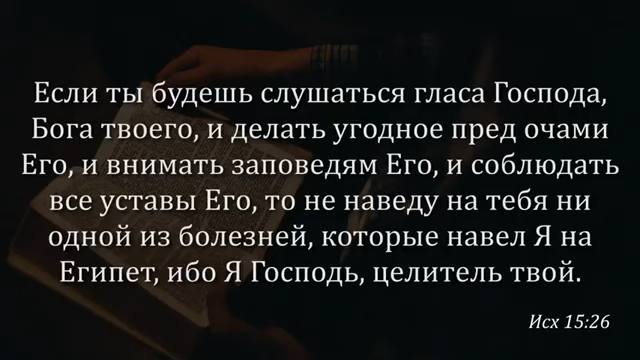 Если ты будешь слушаться гласа Господа,
Бога твоего, и делать угодное пред очами
Его, и внимать заповедям Его, и соблюдать
все уставы Его, то не наведу на тебя ни
одной из болезней, которые навел Я на
Египет, ибо Я Господь, целитель твой.
Исх 15:26